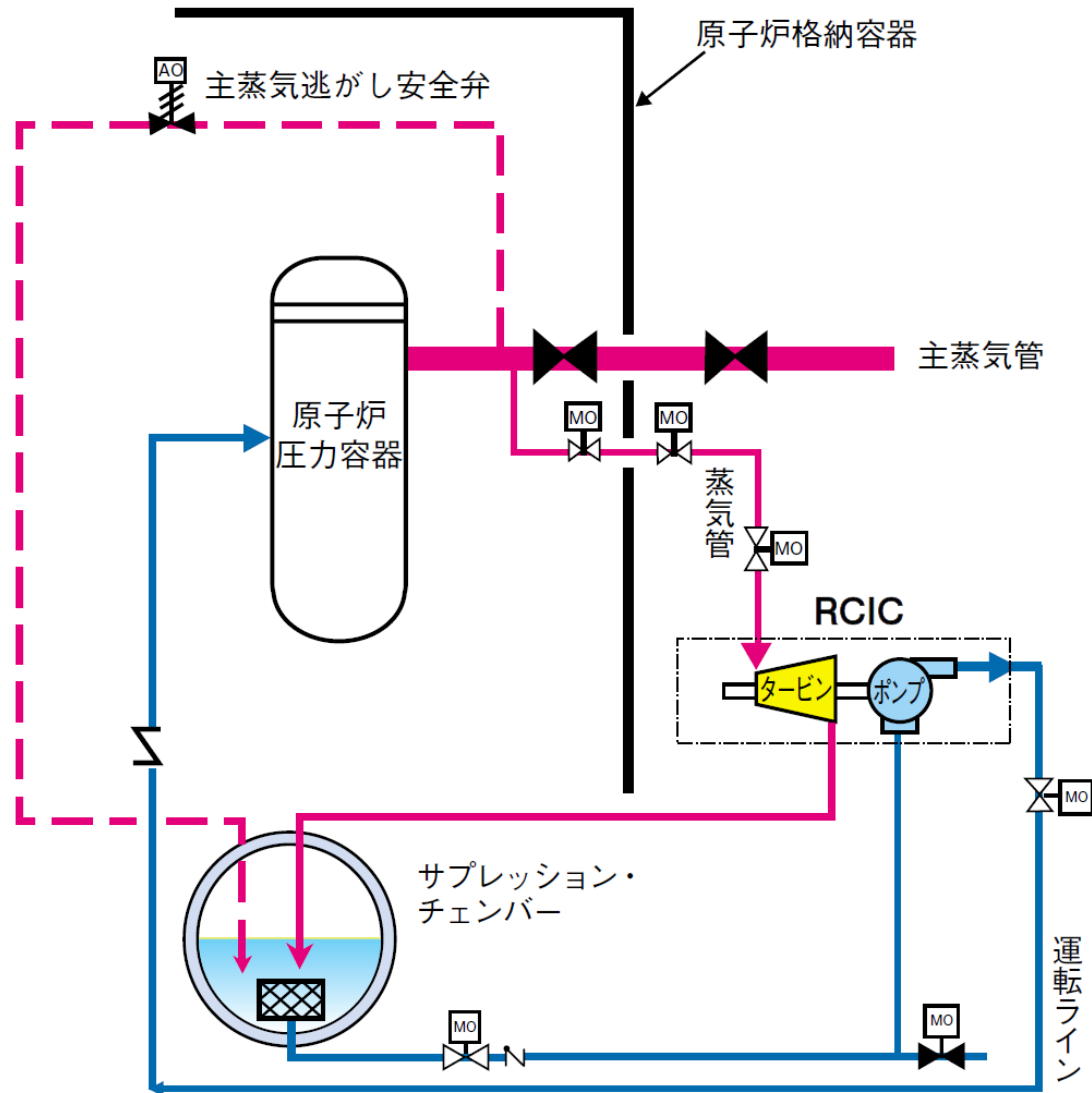 原子炉格納容器
AO
主蒸気逃がし安全弁
主蒸気管
原子炉
圧力容器
MO
MO
蒸気管
MO
RCIC
タービン
ポンプ
MO
サプレッション・
チェンバー
運転ライン
MO
MO